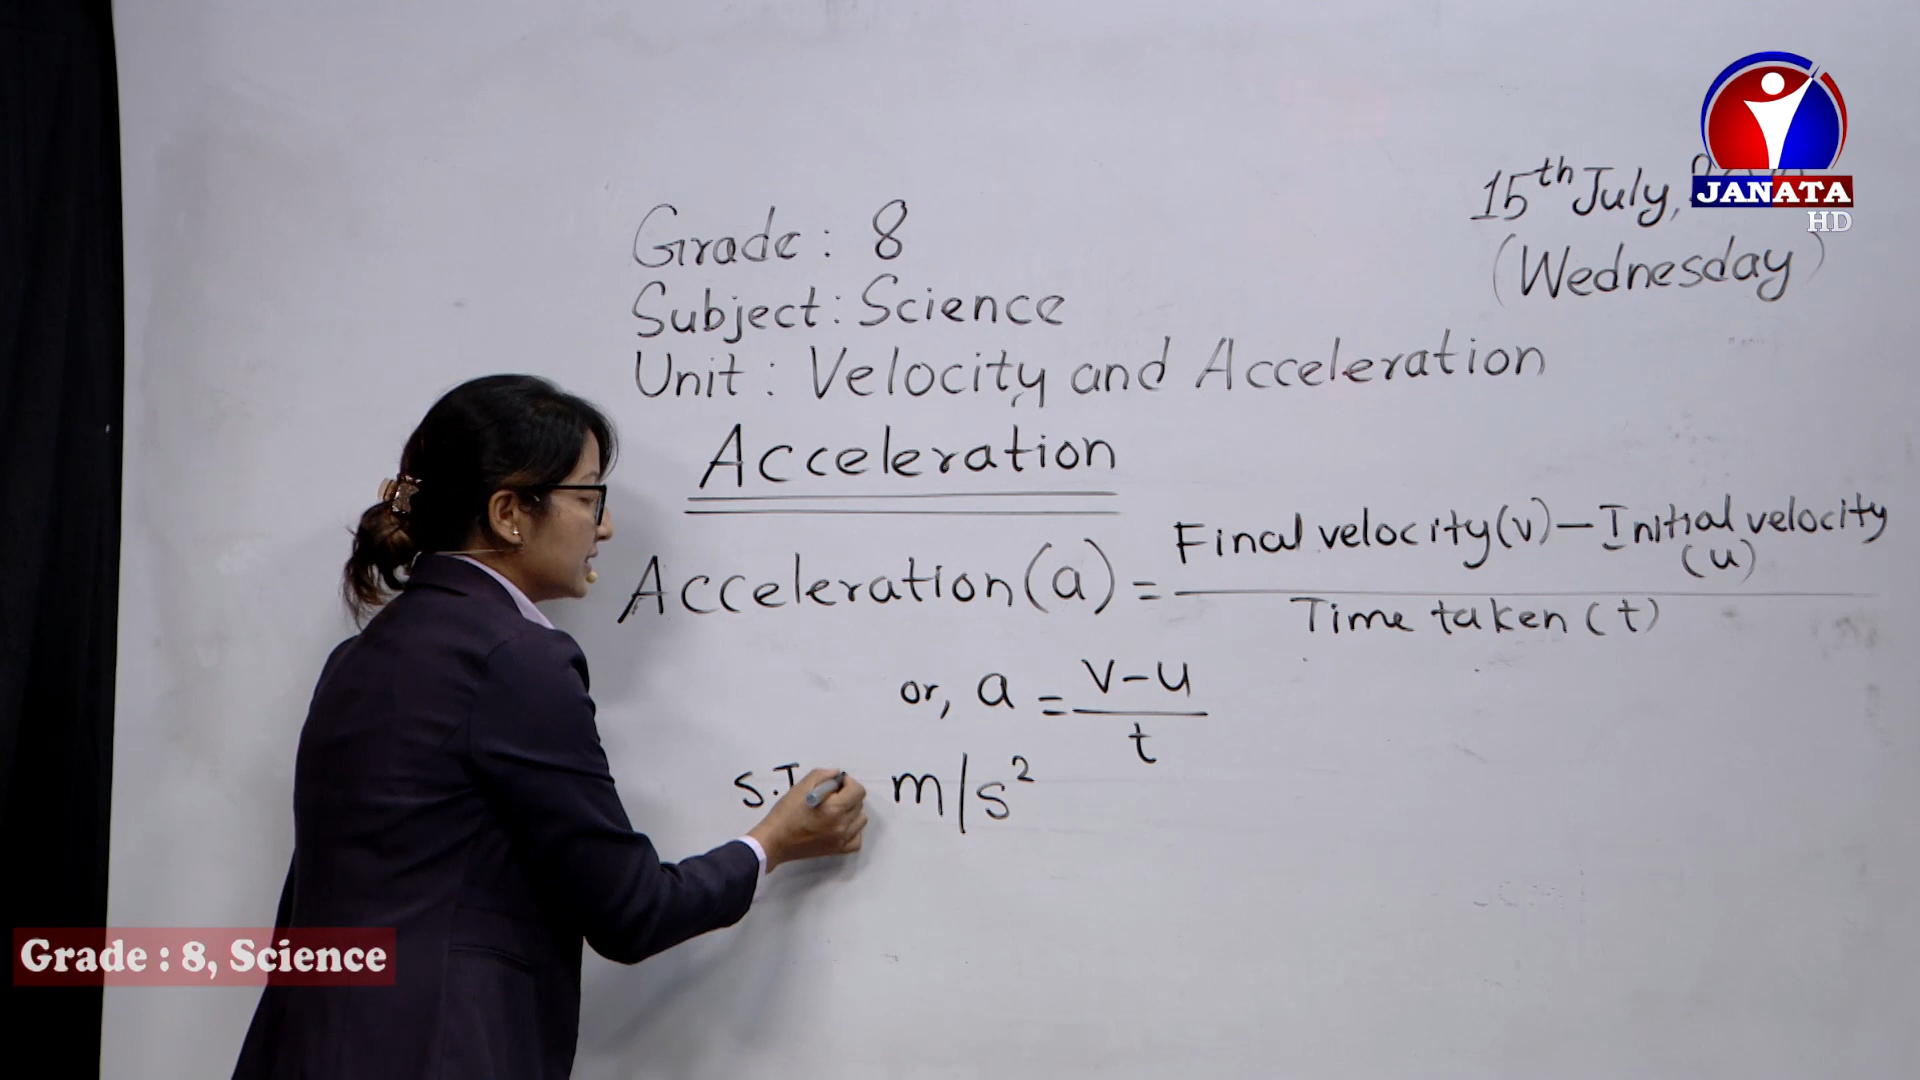 JANATA
HD
15th July,
(Wednesday)
Grade : 8
Subject : Science
Unit : Velocity and Acceleration
Acceleration
Acceleration (a) = Final velocity (v) – Initial velocity (u)
Time taken (t)
or, a = v – u
t
S.I m/s²
Grade : 8, Science